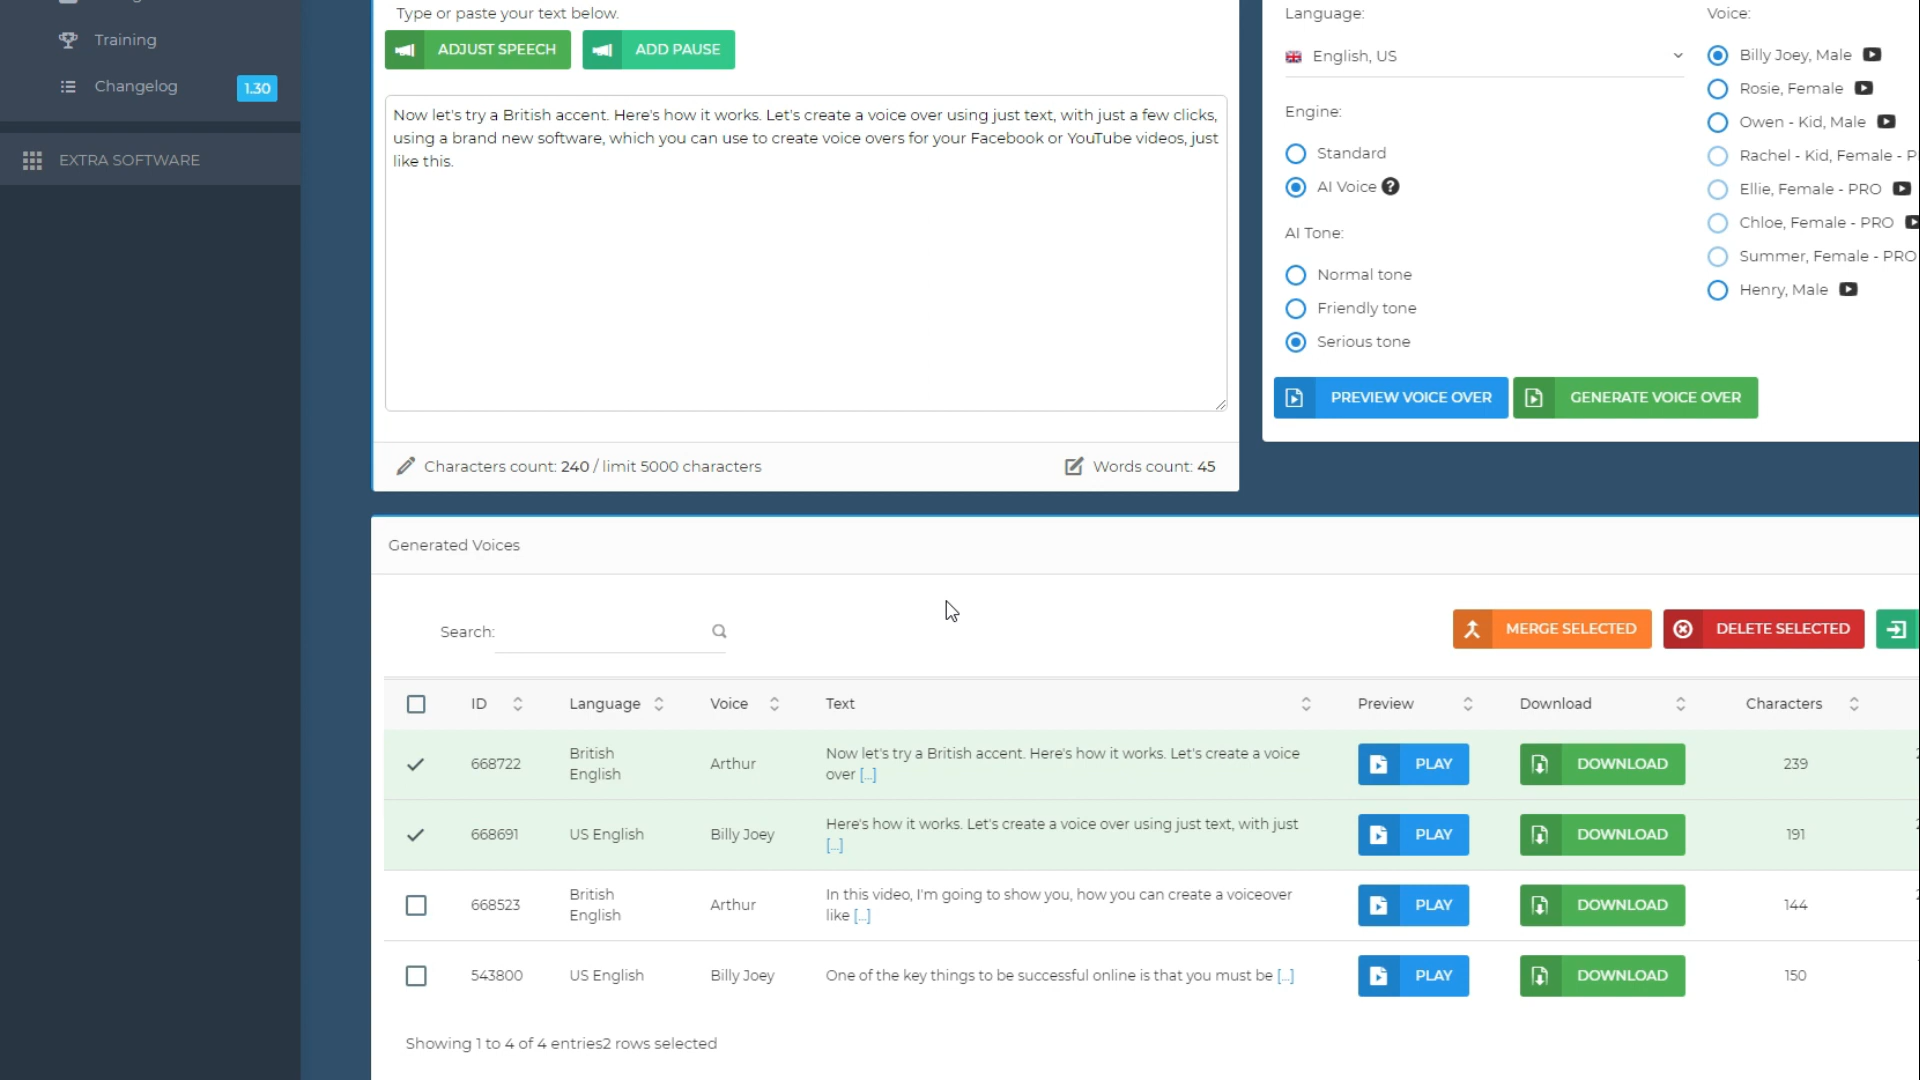 Training
Changelog
1.30
EXTRA SOFTWARE
Type or paste your text below.
ADJUST SPEECH
ADD PAUSE
Now let's try a British accent. Here's how it works. Let's create a voice over using just text, with just a few clicks,
using a brand new software, which you can use to create voice overs for your Facebook or YouTube videos, just
like this.
Characters count: 240 / limit 5000 characters
Words count: 45
Language:
English, US
Engine:
Standard
AI Voice
AI Tone:
Normal tone
Friendly tone
Serious tone
Voice:
Billy Joey, Male
Rosie, Female
Owen - Kid, Male
Rachel - Kid, Female - P
Ellie, Female - PRO
Chloe, Female - PRO
Summer, Female - PRO
Henry, Male
PREVIEW VOICE OVER
GENERATE VOICE OVER
Generated Voices
Search:
MERGE SELECTED
DELETE SELECTED
ID Language Voice Text Preview Download Characters
668722 British English Arthur Now let's try a British accent. Here's how it works. Let's create a voice
over [...] PLAY DOWNLOAD 239
668691 US English Billy Joey Here's how it works. Let's create a voice over using just text, with just
[...] PLAY DOWNLOAD 191
668523 British English Arthur In this video, I'm going to show you, how you can create a voiceover
like [...] PLAY DOWNLOAD 144
543800 US English Billy Joey One of the key things to be successful online is that you must be [...] PLAY DOWNLOAD 150
Showing 1 to 4 of 4 entries2 rows selected